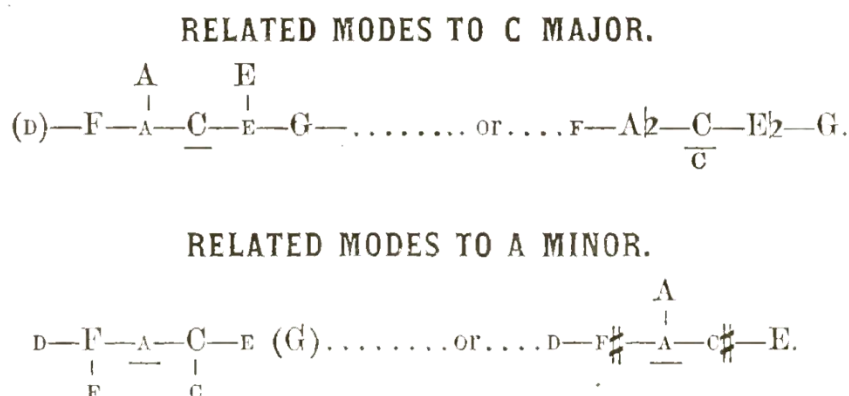 RELATED MODES TO C MAJOR.
A E
(D)—F—A—C—E—G—........ or.... F—A♭—C—E♭—G.
C
RELATED MODES TO A MINOR.
A
D—F—A—C—E (G).........or....D—F♯—A—C♯—E.
F C